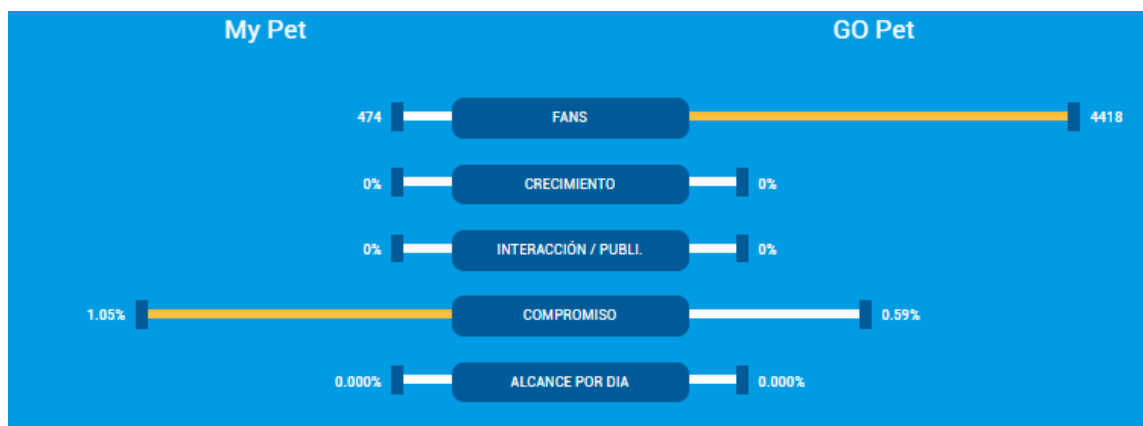 My Pet GO Pet
474 FANS 4418
0% CRECIMIENTO 0%
0% INTERACCIÓN / PUBLI. 0%
1.05% COMPROMISO 0.59%
0.000% ALCANCE POR DIA 0.000%